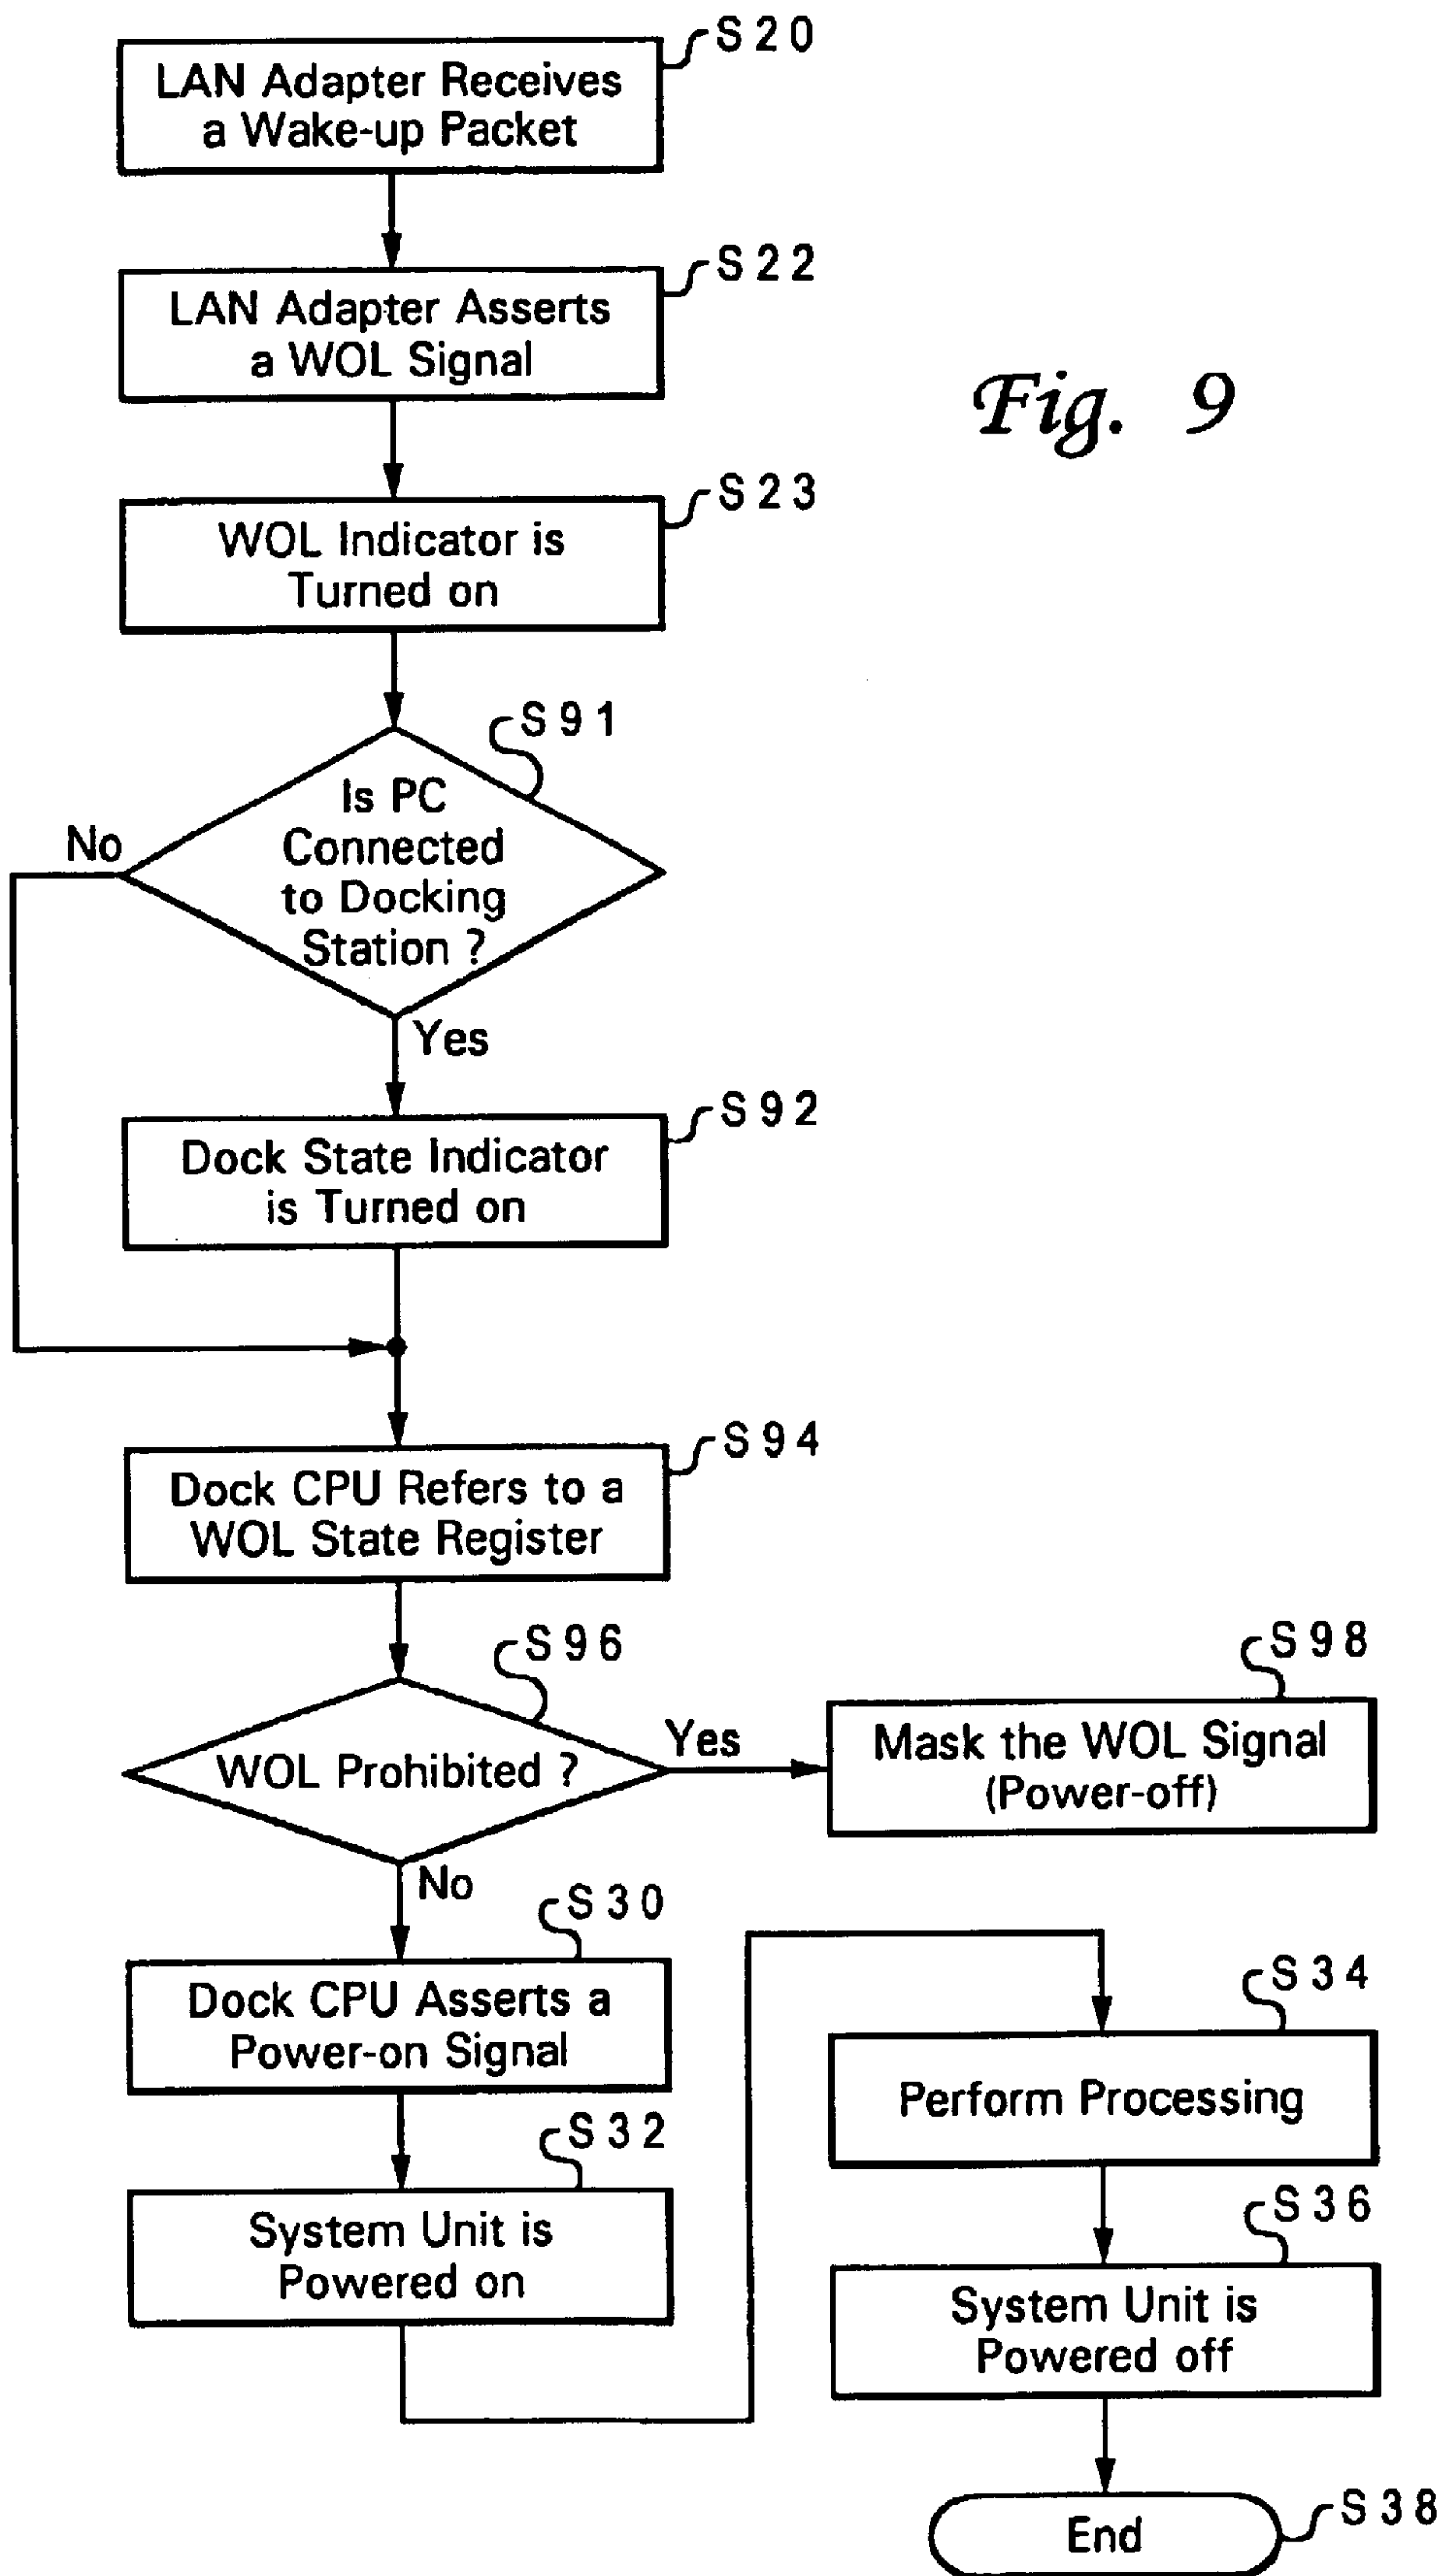 S20
LAN Adapter Receives
a Wake-up Packet
S22
LAN Adapter Asserts
a WOL Signal
Fig. 9
S23
WOL Indicator is
Turned on
S91
Is PC
Connected
to Docking
Station ?
No
Yes
S92
Dock State Indicator
is Turned on
S94
Dock CPU Refers to a
WOL State Register
S96
WOL Prohibited ?
Yes
No
S98
Mask the WOL Signal
(Power-off)
S30
Dock CPU Asserts a
Power-on Signal
S32
System Unit is
Powered on
S34
Perform Processing
S36
System Unit is
Powered off
End
S38